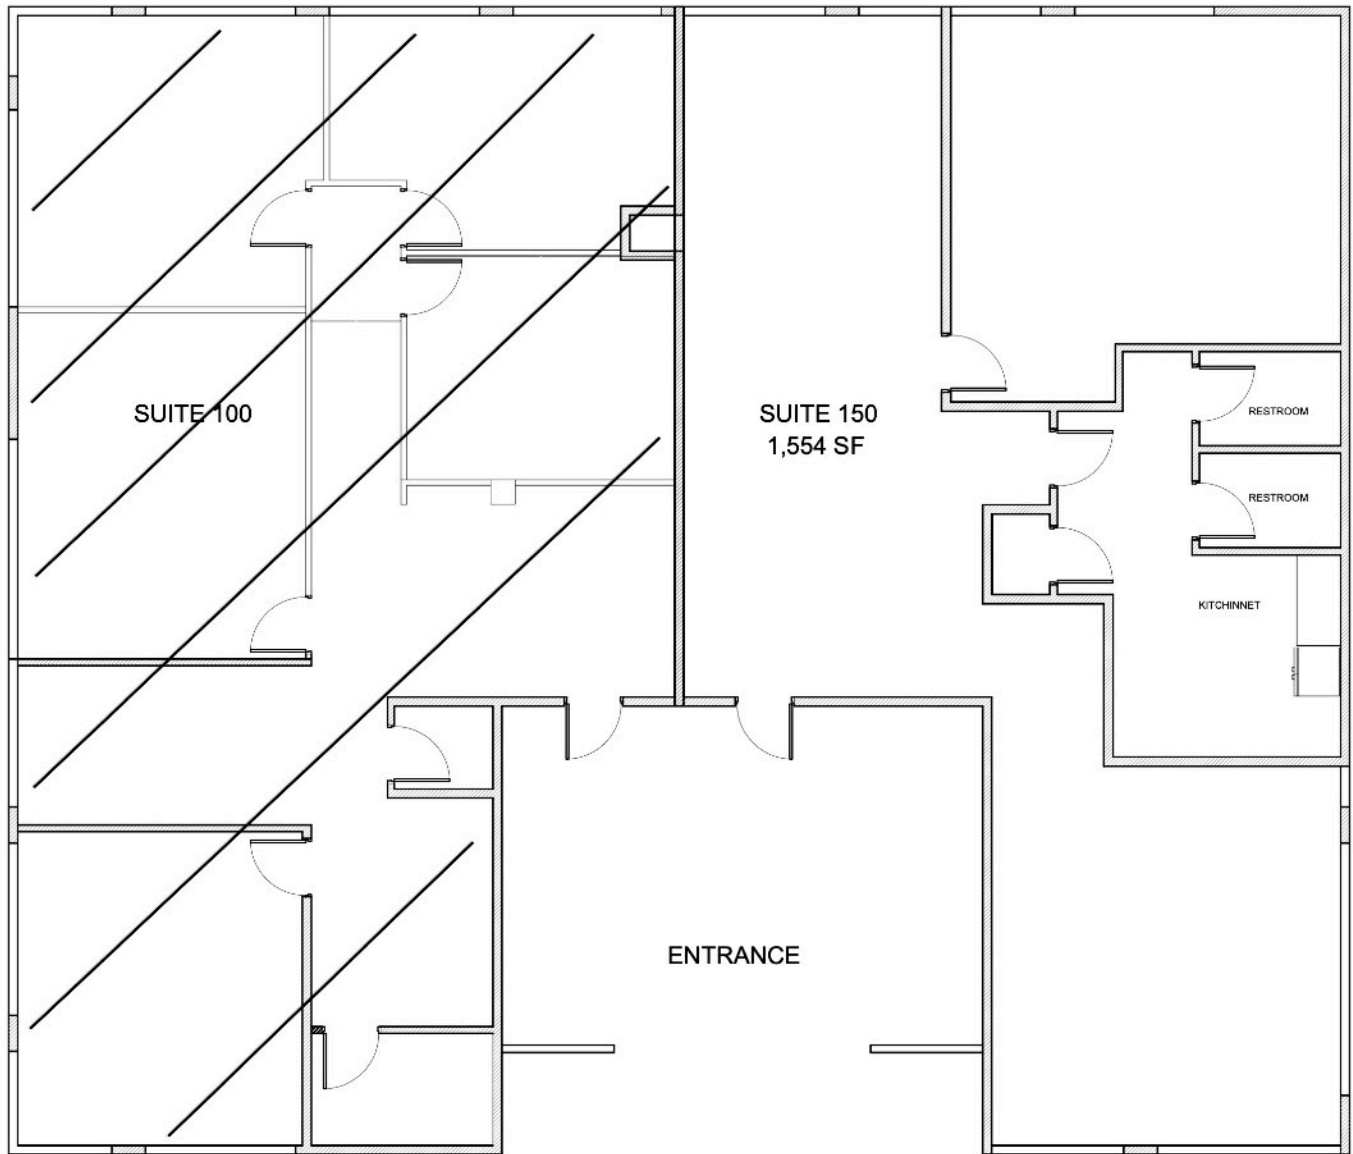 SUITE 100
SUITE 150
1,554 SF
RESTROOM
RESTROOM
KITCHINNET
ENTRANCE